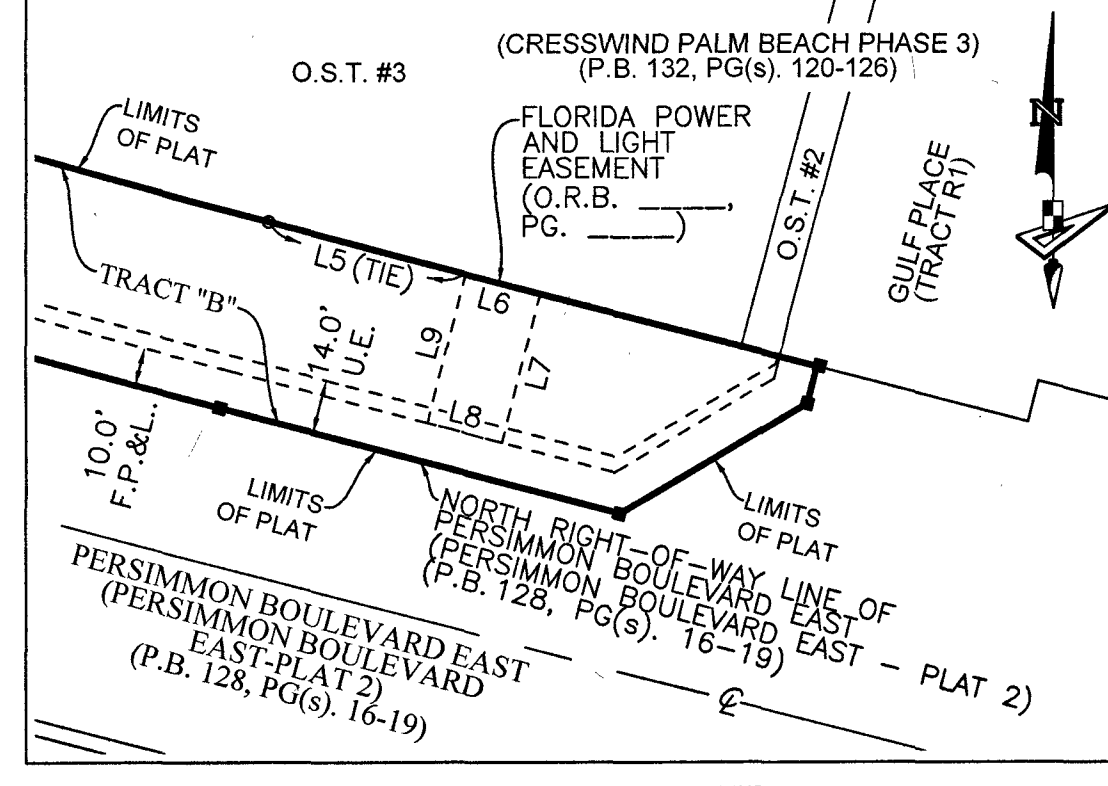 (CRESSWIND PALM BEACH PHASE 3)
(P.B. 132, PG(s). 120-126)
O.S.T. #3
LIMITS
OF PLAT
FLORIDA POWER
AND LIGHT
EASEMENT
(O.R.B. _____,
PG. _____)
N
O.S.T. #2
GULF PLACE
(TRACT R1)
L5 (TIE)
TRACT "B"
L6
L9
L7
14.0'
U.E.
L8
10.0'
F.P.&L..
LIMITS
OF PLAT
LIMITS
OF PLAT
NORTH RIGHT-OF-WAY LINE OF
PERSIMMON BOULEVARD EAST
(PERSIMMON BOULEVARD EAST - PLAT 2)
(P.B. 128, PG(s). 16-19)
PERSIMMON BOULEVARD EAST
(PERSIMMON BOULEVARD
EAST-PLAT 2)
(P.B. 128, PG(s). 16-19)
℄